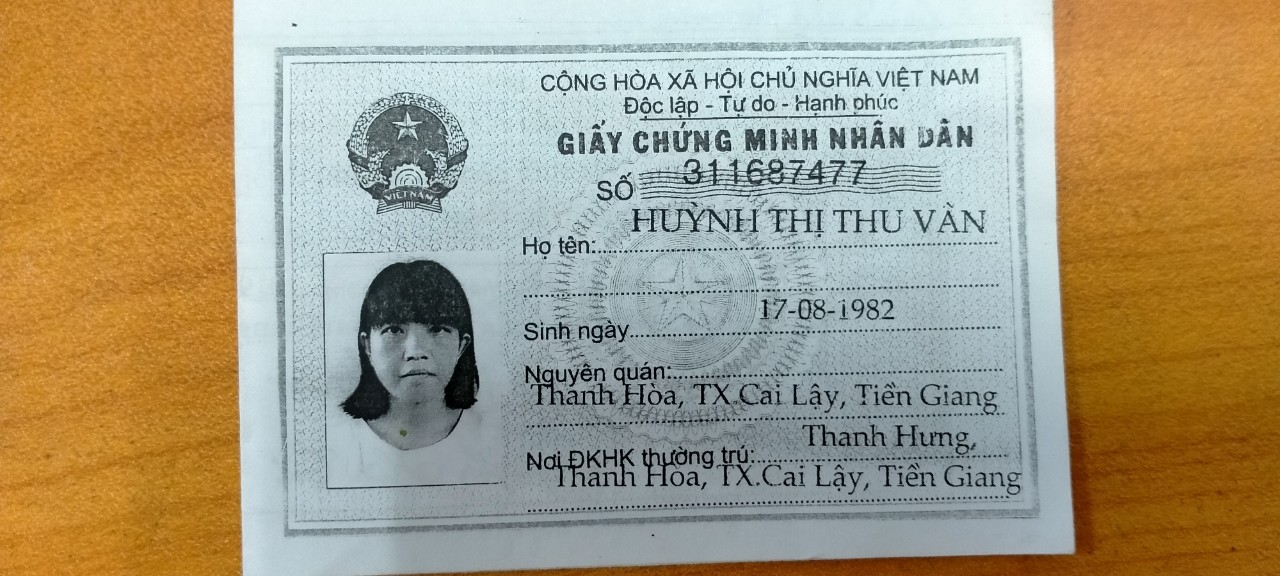 CỘNG HÒA XÃ HỘI CHỦ NGHĨA VIỆT NAM
Độc lập - Tự do - Hạnh phúc
GIẤY CHỨNG MINH NHÂN DÂN
SỐ 311687477
VIỆT NAM
Họ tên: HUỲNH THỊ THU VÂN
Sinh ngày 17-08-1982
Nguyên quán:
Thanh Hòa, TX.Cai Lậy, Tiền Giang
Nơi ĐKHK thường trú: Thanh Hưng,
Thanh Hòa, TX.Cai Lậy, Tiền Giang